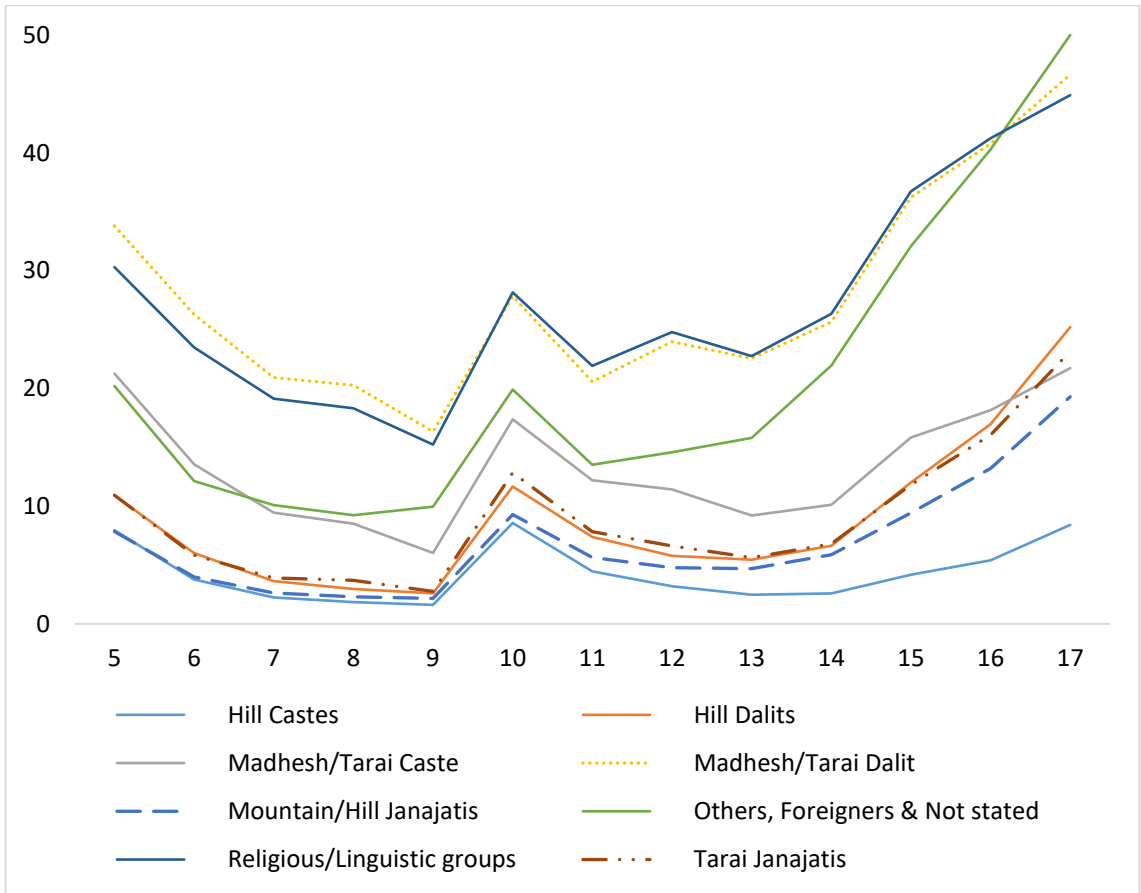 50
40
30
20
10
0
5 6 7 8 9 10 11 12 13 14 15 16 17
Hill Castes Hill Dalits
Madhesh/Tarai Caste Madhesh/Tarai Dalit
Mountain/Hill Janajatis Others, Foreigners & Not stated
Religious/Linguistic groups Tarai Janajatis